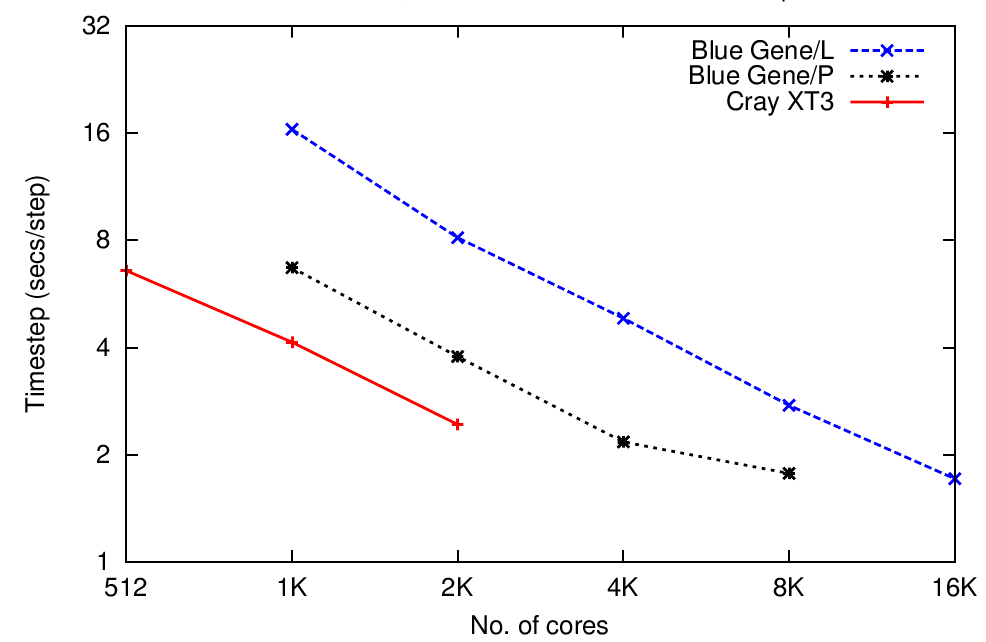 32
16
8
4
2
1
Timestep (secs/step)
Blue Gene/L
Blue Gene/P
Cray XT3
512 1K 2K 4K 8K 16K
No. of cores